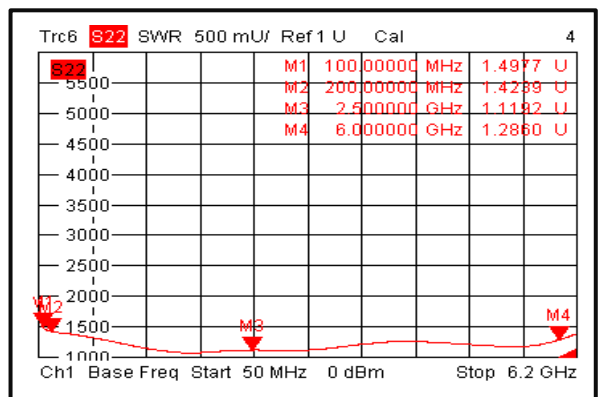 Trc6 S22 SWR 500 mU/ Ref 1 U Cal 4
S22
M1 100.00000 MHz 1.4977 U
M2 200.00000 MHz 1.4239 U
M3 2.500000 GHz 1.1192 U
M4 6.000000 GHz 1.2860 U
5500
5000
4500
4000
3500
3000
2500
2000
1500
1000
M1
M2
M3
M4
Ch1 Base Freq Start 50 MHz 0 dBm Stop 6.2 GHz